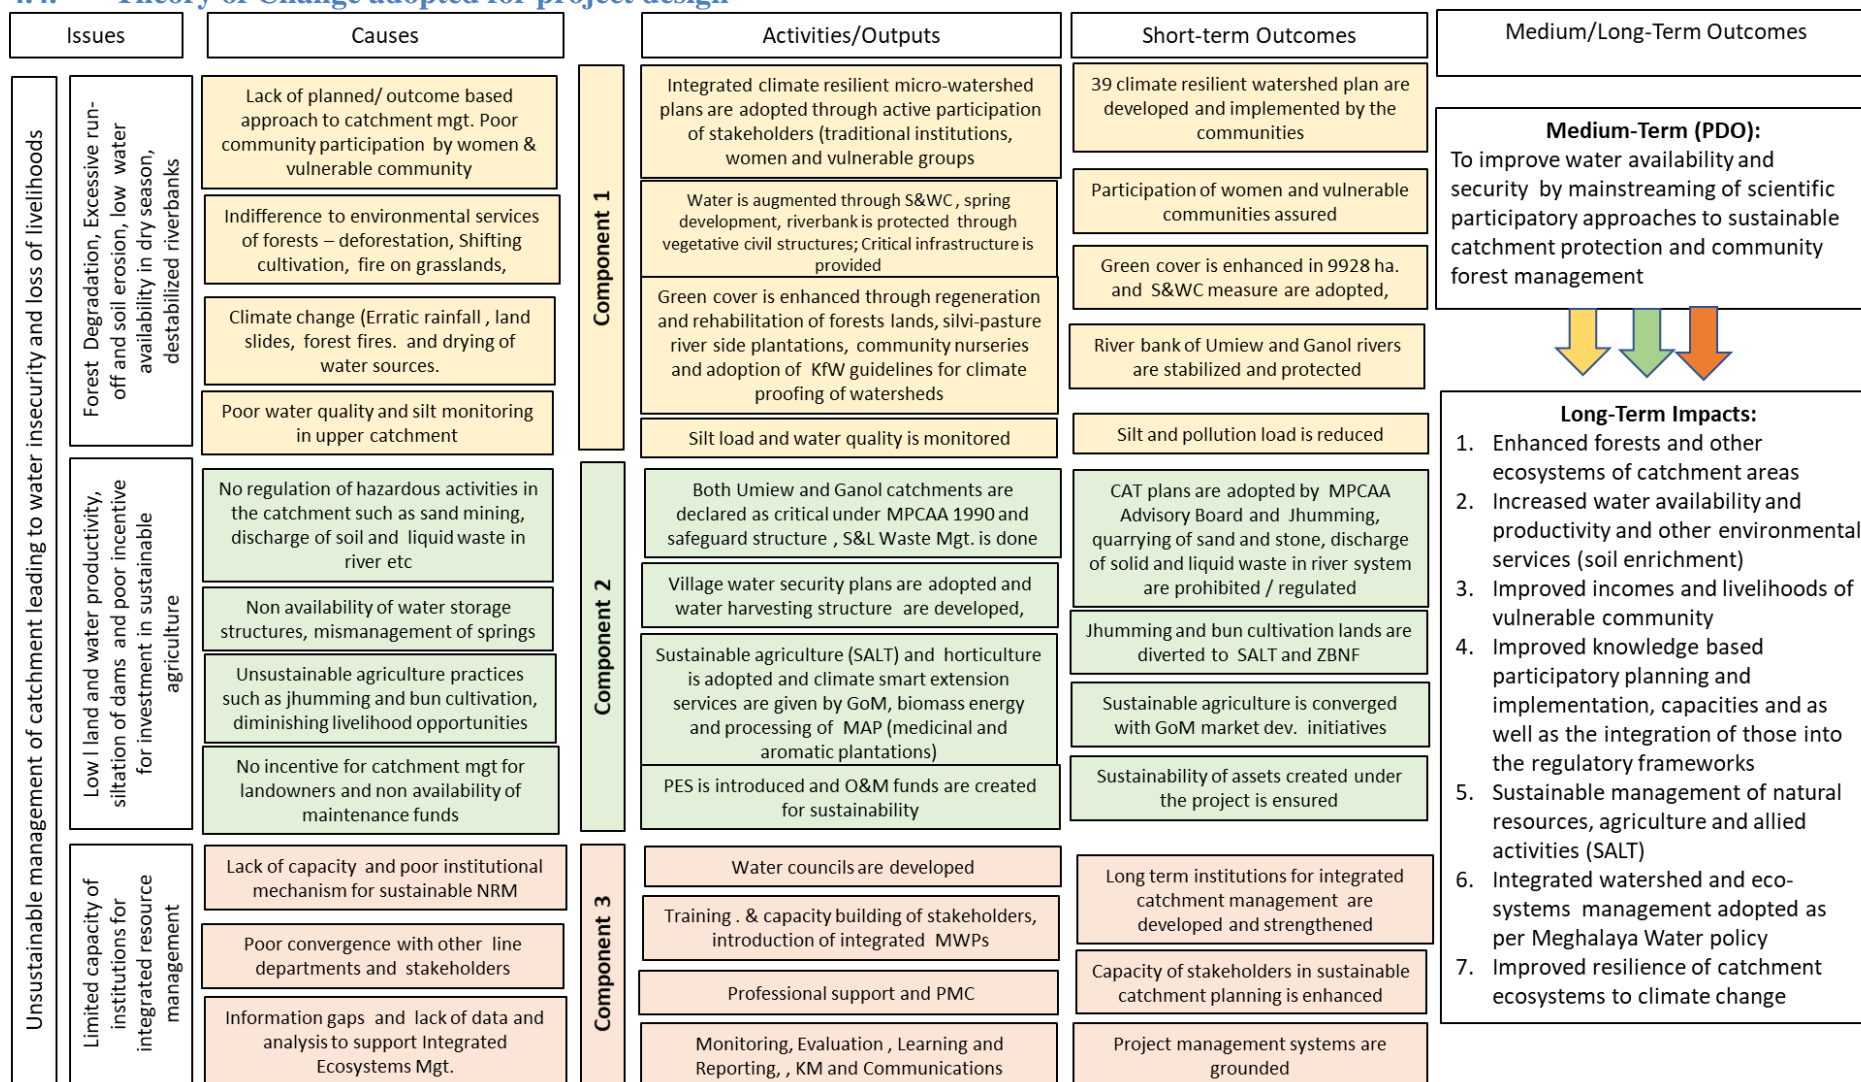 4.4. Theory of Change adopted for project design
Issues
Causes
Activities/Outputs
Short-term Outcomes
Medium/Long-Term Outcomes
Unsustainable management of catchment leading to water insecurity and loss of livelihoods
Forest Degradation, Excessive run-
off and soil erosion, low water
availability in dry season,
destabilized riverbanks
Lack of planned/ outcome based
approach to catchment mgt. Poor
community participation by women &
vulnerable community
Indifference to environmental services
of forests – deforestation, Shifting
cultivation, fire on grasslands,
Climate change (Erratic rainfall , land
slides, forest fires. and drying of
water sources.
Poor water quality and silt monitoring
in upper catchment
Component 1
Integrated climate resilient micro-watershed
plans are adopted through active participation
of stakeholders (traditional institutions,
women and vulnerable groups
Water is augmented through S&WC , spring
development, riverbank is protected through
vegetative civil structures; Critical infrastructure is
provided
Green cover is enhanced through regeneration
and rehabilitation of forests lands, silvi-pasture
river side plantations, community nurseries
and adoption of KfW guidelines for climate
proofing of watersheds
Silt load and water quality is monitored
39 climate resilient watershed plan are
developed and implemented by the
communities
Participation of women and vulnerable
communities assured
Green cover is enhanced in 9928 ha.
and S&WC measure are adopted,
River bank of Umiew and Ganol rivers
are stabilized and protected
Silt and pollution load is reduced
Low l land and water productivity,
siltation of dams and poor incentive
for investment in sustainable
agriculture
No regulation of hazardous activities in
the catchment such as sand mining,
discharge of soil and liquid waste in
river etc
Non availability of water storage
structures, mismanagement of springs
Unsustainable agriculture practices
such as jhumming and bun cultivation,
diminishing livelihood opportunities
No incentive for catchment mgt for
landowners and non availability of
maintenance funds
Component 2
Both Umiew and Ganol catchments are
declared as critical under MPCAA 1990 and
safeguard structure , S&L Waste Mgt. is done
Village water security plans are adopted and
water harvesting structure are developed,
Sustainable agriculture (SALT) and horticulture
is adopted and climate smart extension
services are given by GoM, biomass energy
and processing of MAP (medicinal and
aromatic plantations)
PES is introduced and O&M funds are created
for sustainability
CAT plans are adopted by MPCAA
Advisory Board and Jhumming,
quarrying of sand and stone, discharge
of solid and liquid waste in river system
are prohibited / regulated
Jhumming and bun cultivation lands are
diverted to SALT and ZBNF
Sustainable agriculture is converged
with GoM market dev. initiatives
Sustainability of assets created under
the project is ensured
Limited capacity of
institutions for
integrated resource
management
Lack of capacity and poor institutional
mechanism for sustainable NRM
Poor convergence with other line
departments and stakeholders
Information gaps and lack of data and
analysis to support Integrated
Ecosystems Mgt.
Component 3
Water councils are developed
Training . & capacity building of stakeholders,
introduction of integrated MWPs
Professional support and PMC
Monitoring, Evaluation , Learning and
Reporting, , KM and Communications
Long term institutions for integrated
catchment management are
developed and strengthened
Capacity of stakeholders in sustainable
catchment planning is enhanced
Project management systems are
grounded
Medium-Term (PDO):
To improve water availability and
security by mainstreaming of scientific
participatory approaches to sustainable
catchment protection and community
forest management
Long-Term Impacts:
1. Enhanced forests and other
ecosystems of catchment areas
2. Increased water availability and
productivity and other environmental
services (soil enrichment)
3. Improved incomes and livelihoods of
vulnerable community
4. Improved knowledge based
participatory planning and
implementation, capacities and as
well as the integration of those into
the regulatory frameworks
5. Sustainable management of natural
resources, agriculture and allied
activities (SALT)
6. Integrated watershed and eco-
systems management adopted as
per Meghalaya Water policy
7. Improved resilience of catchment
ecosystems to climate change